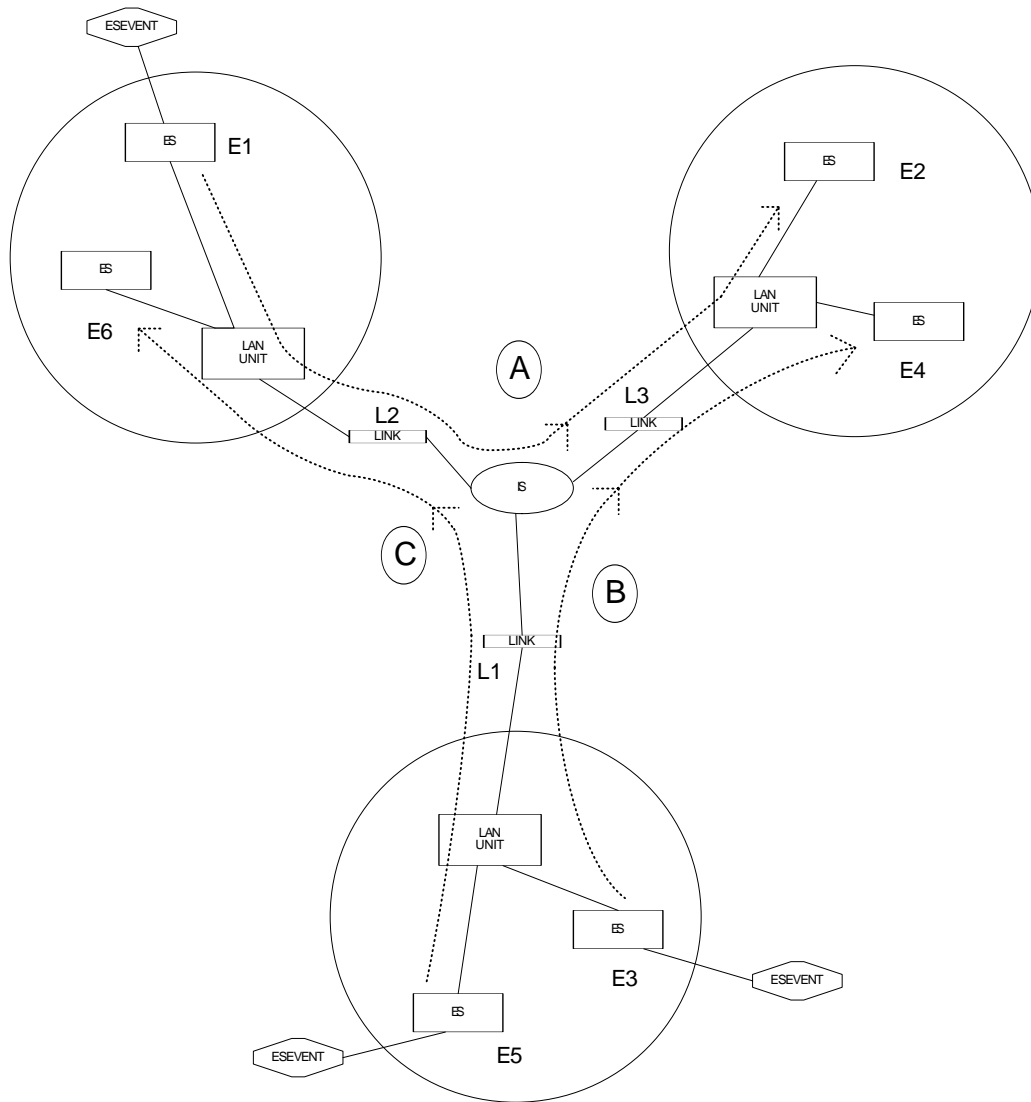 ESEVENT
ES
E1
ES
E2
ES
E6
LAN
UNIT
LAN
UNIT
ES
E4
A
L2
LINK
L3
LINK
IS
C
B
LINK
L1
LAN
UNIT
ES
E3
ESEVENT
ES
E5
ESEVENT